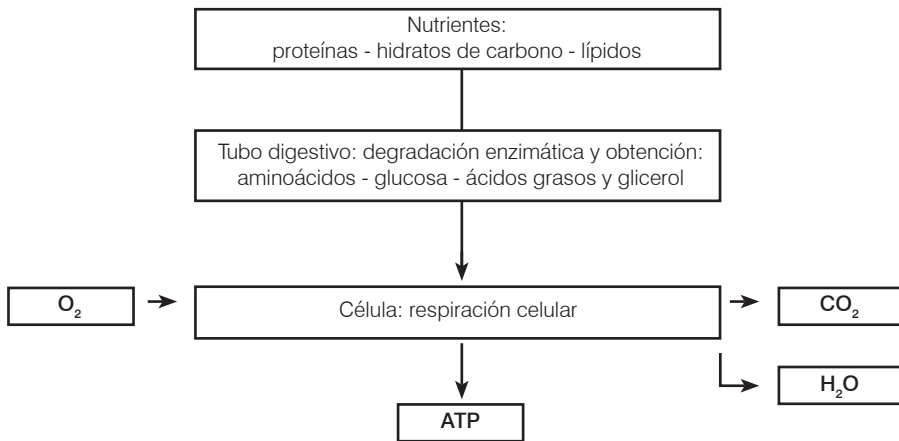 Nutrientes:
proteínas - hidratos de carbono - lípidos
Tubo digestivo: degradación enzimática y obtención:
aminoácidos - glucosa - ácidos grasos y glicerol
O₂
Célula: respiración celular
CO₂
H₂O
ATP